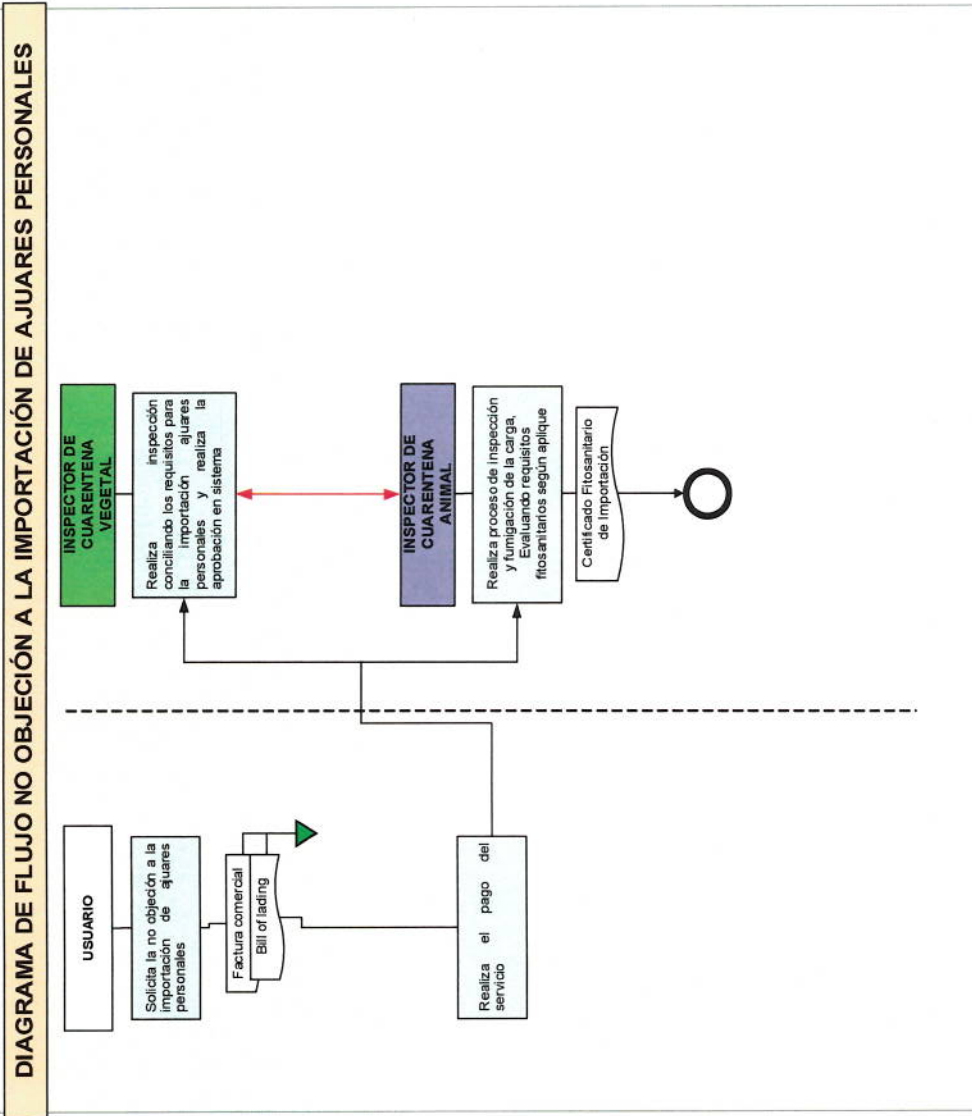 DIAGRAMA DE FLUJO NO OBJECIÓN A LA IMPORTACIÓN DE AJUARES PERSONALES
USUARIO
Solicita la no objeción a la
importación de ajuares
personales
Factura comercial
Bill of lading
Realiza el pago del
servicio
INSPECTOR DE
CUARENTENA
VEGETAL
Realiza inspección
conciliando los requisitos para
la importación ajuares
personales y realiza la
aprobación en sistema
INSPECTOR DE
CUARENTENA
ANIMAL
Realiza proceso de inspección
y fumigación de la carga,
Evaluando requisitos
fitosanitarios según aplique
Certificado Fitosanitario
de Importación